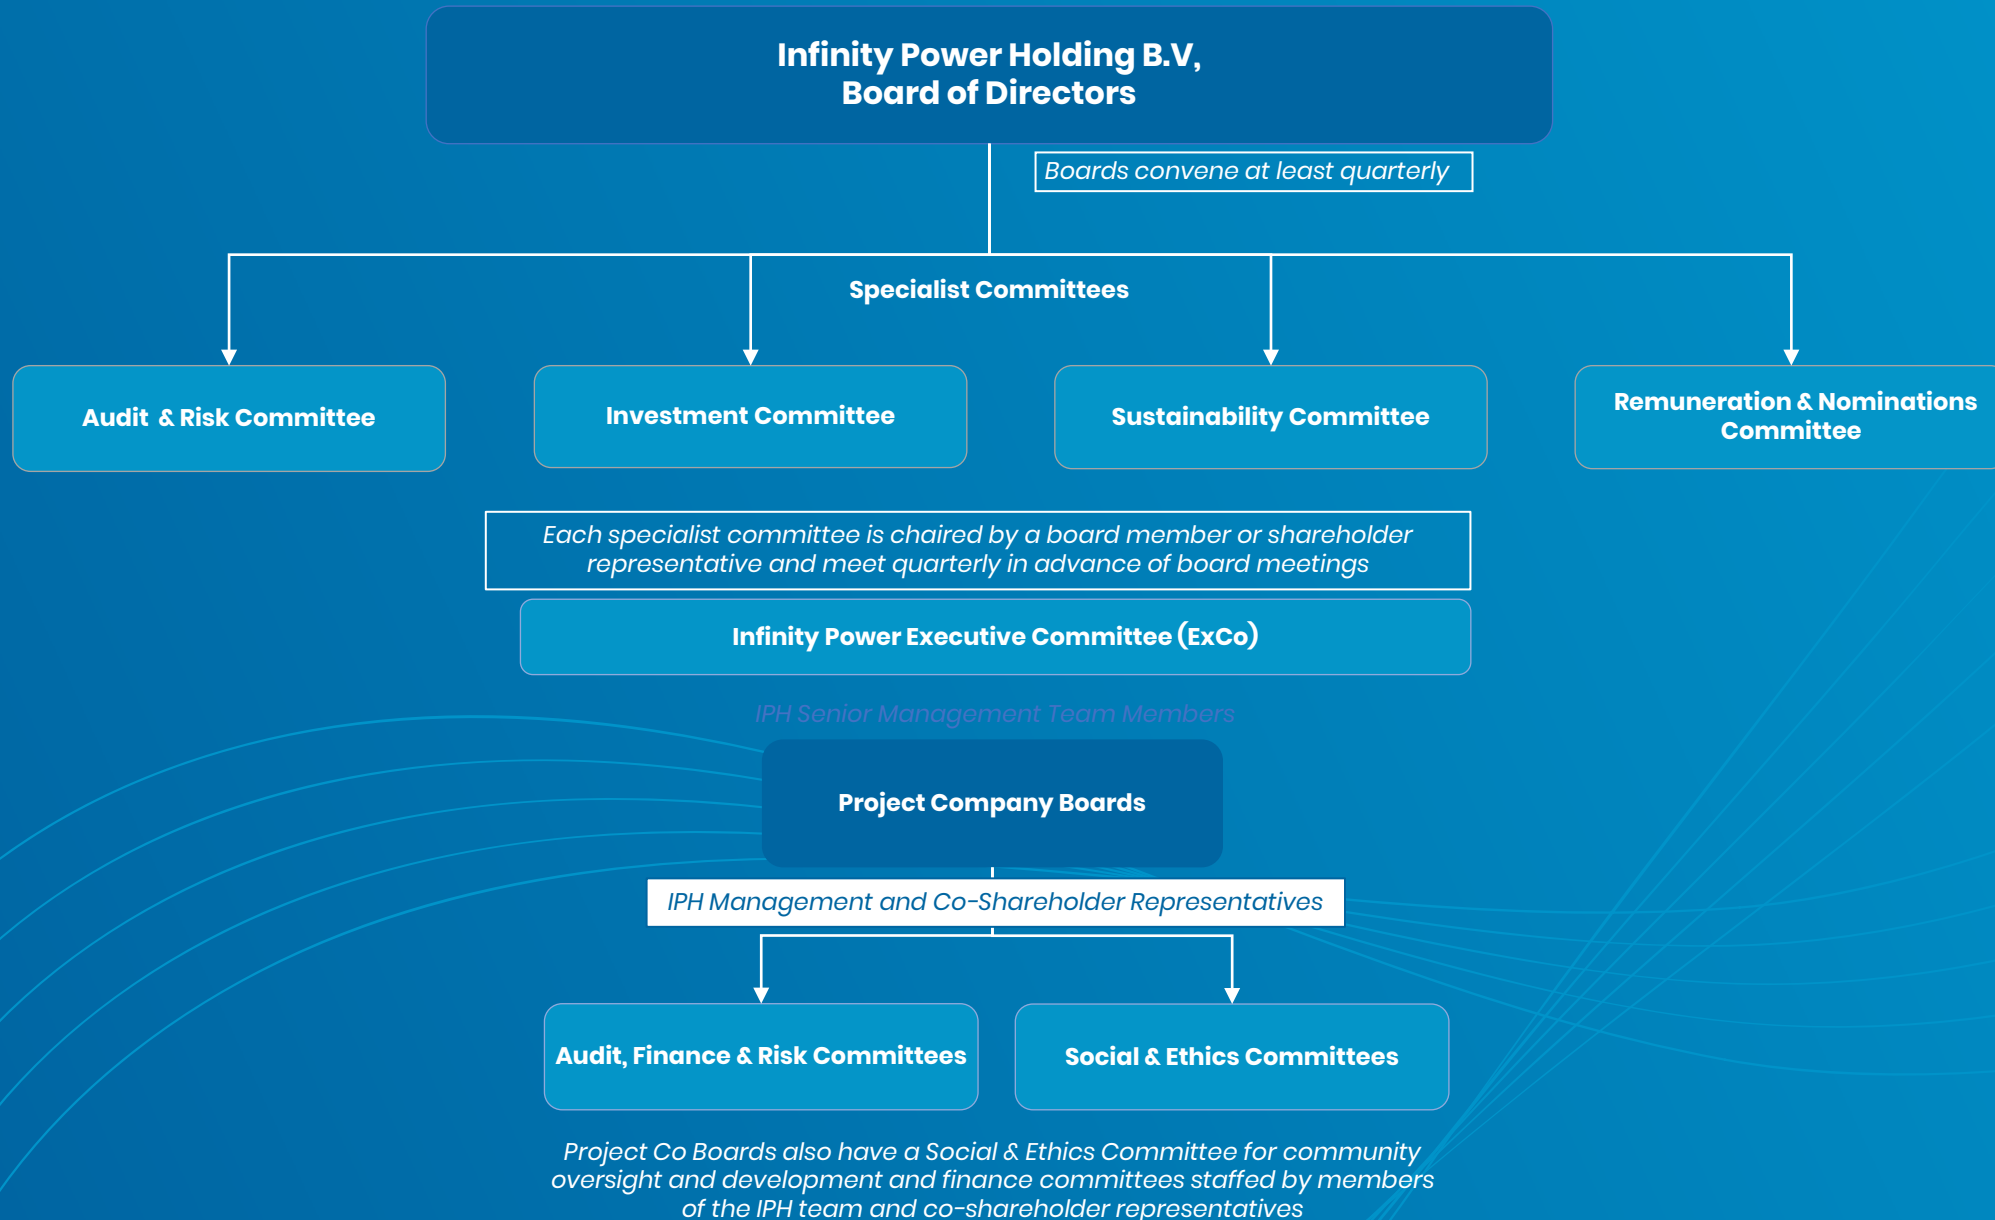 Infinity Power Holding B.V,
Board of Directors
Boards convene at least quarterly
Specialist Committees
Audit & Risk Committee
Investment Committee
Sustainability Committee
Remuneration & Nominations
Committee
Each specialist committee is chaired by a board member or shareholder
representative and meet quarterly in advance of board meetings
Infinity Power Executive Committee (ExCo)
IPH Senior Management Team Members
Project Company Boards
IPH Management and Co-Shareholder Representatives
Audit, Finance & Risk Committees
Social & Ethics Committees
Project Co Boards also have a Social & Ethics Committee for community
oversight and development and finance committees staffed by members
of the IPH team and co-shareholder representatives